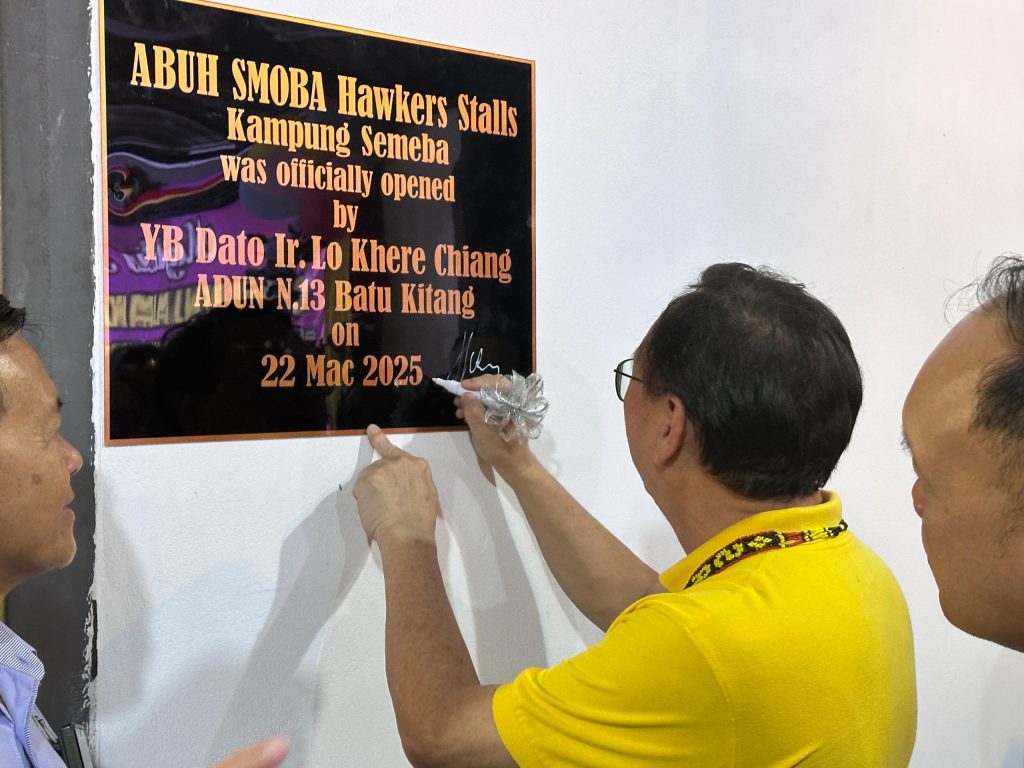 ABUH SMOBA Hawkers Stalls
Kampung Semeba
was officially opened
by
YB Dato Ir. Lo Khere Chiang
ADUN N.13 Batu Kitang
on
22 Mac 2025